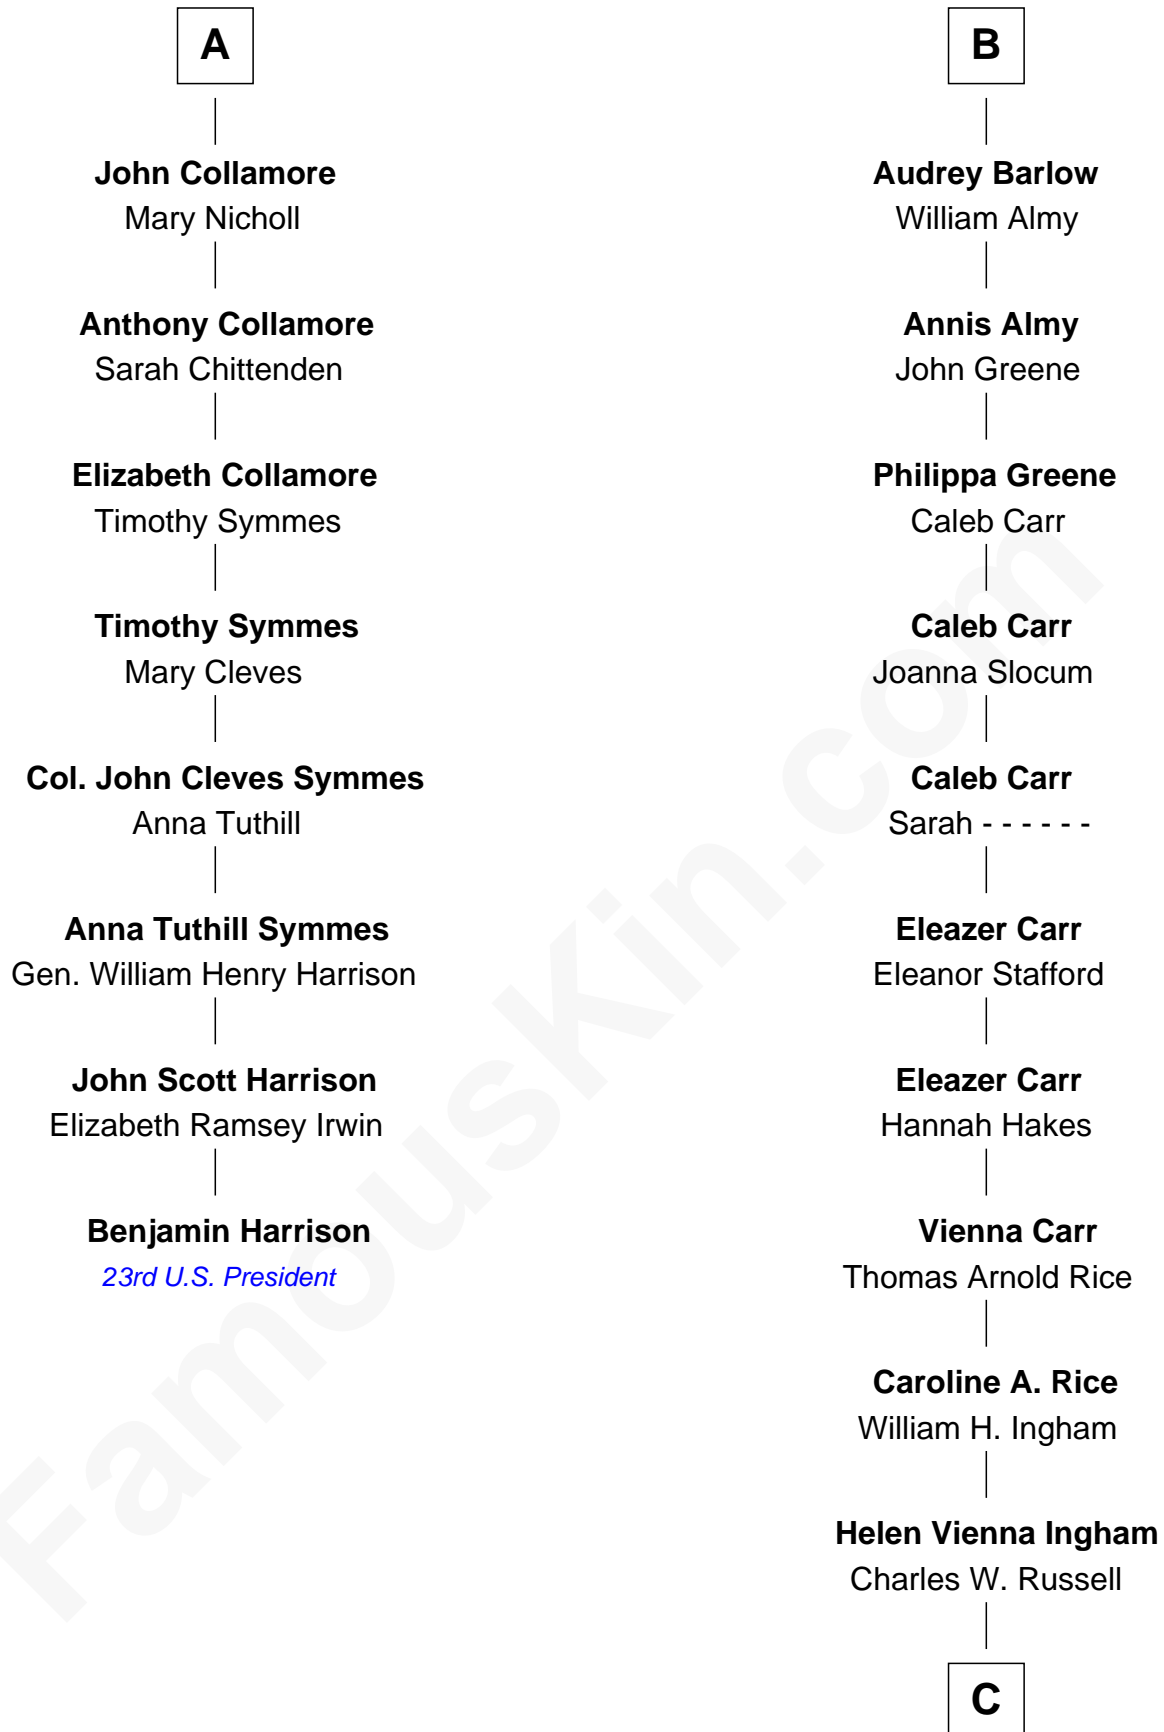 A
John Collamore
Mary Nicholl
Anthony Collamore
Sarah Chittenden
Elizabeth Collamore
Timothy Symmes
Timothy Symmes
Mary Cleves
Col. John Cleves Symmes
Anna Tuthill
Anna Tuthill Symmes
Gen. William Henry Harrison
John Scott Harrison
Elizabeth Ramsey Irwin
Benjamin Harrison
23rd U.S. President
B
Audrey Barlow
William Almy
Annis Almy
John Greene
Philippa Greene
Caleb Carr
Caleb Carr
Joanna Slocum
Caleb Carr
Sarah - - - - - -
Eleazer Carr
Eleanor Stafford
Eleazer Carr
Hannah Hakes
Vienna Carr
Thomas Arnold Rice
Caroline A. Rice
William H. Ingham
Helen Vienna Ingham
Charles W. Russell
C
FamousKin.com